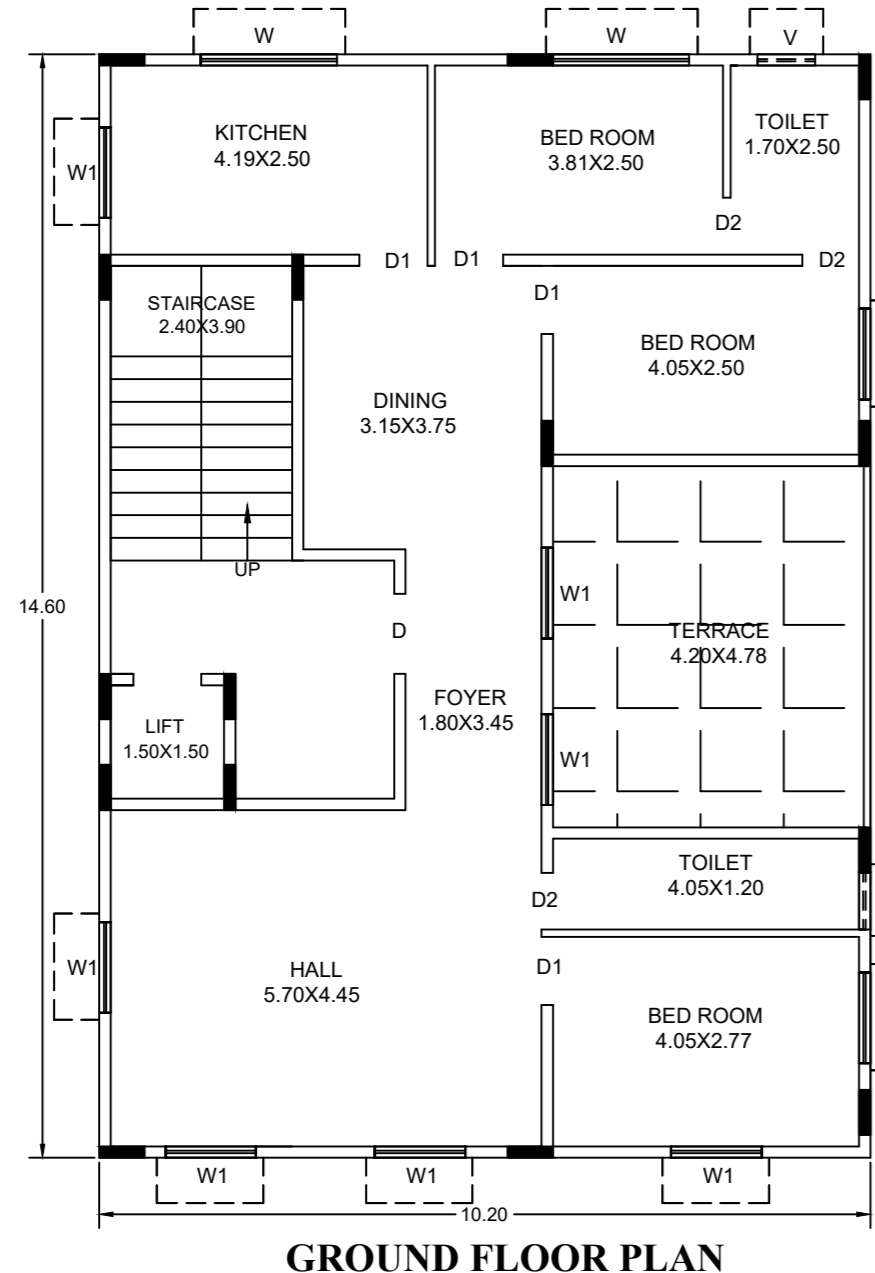 W
W
V
KITCHEN
4.19X2.50
BED ROOM
3.81X2.50
TOILET
1.70X2.50
W1
D2
D1
D1
D2
STAIRCASE
2.40X3.90
D1
BED ROOM
4.05X2.50
DINING
3.15X3.75
UP
14.60
W1
D
TERRACE
4.20X4.78
FOYER
1.80X3.45
LIFT
1.50X1.50
W1
TOILET
4.05X1.20
D2
W1
HALL
5.70X4.45
D1
BED ROOM
4.05X2.77
W1
W1
W1
10.20
GROUND FLOOR PLAN